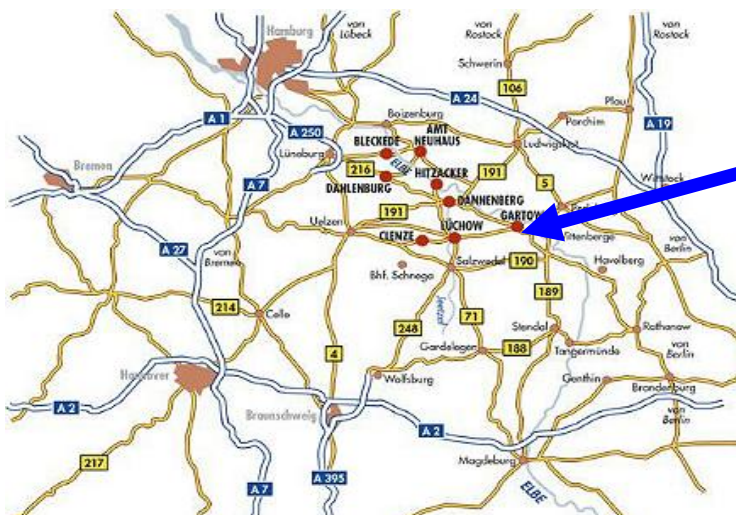 von
Lübeck
Hamburg
von
Rostock
von
Rostock
Schwerin
106
A 24
Plau
A 1
A 250
Boizenburg
AMT
NEUHAUS
Parchim
A 19
BLECKEDE
Lüneburg
ELBE
Ludwigslust
Bremen
216
HITZACKER
191
A 7
DAHLENBURG
5
Wittstock
DANNENBERG
191
GARTOW
Uelzen
LÜCHOW
CLENZE
Wittenberge
von
Berlin
A 27
von
Bremen
Salzwedel
190
Havelberg
Bhf. Schnega
Jeetzel
189
214
Celle
248
71
Stendal
Rathenow
4
Gardelegen
188
Tangermünde
von
Berlin
Hannover
Wolfsburg
Genthin
Brandenburg
A 2
Braunschweig
A 2
von
Berlin
217
Magdeburg
A 7
A 395
ELBE